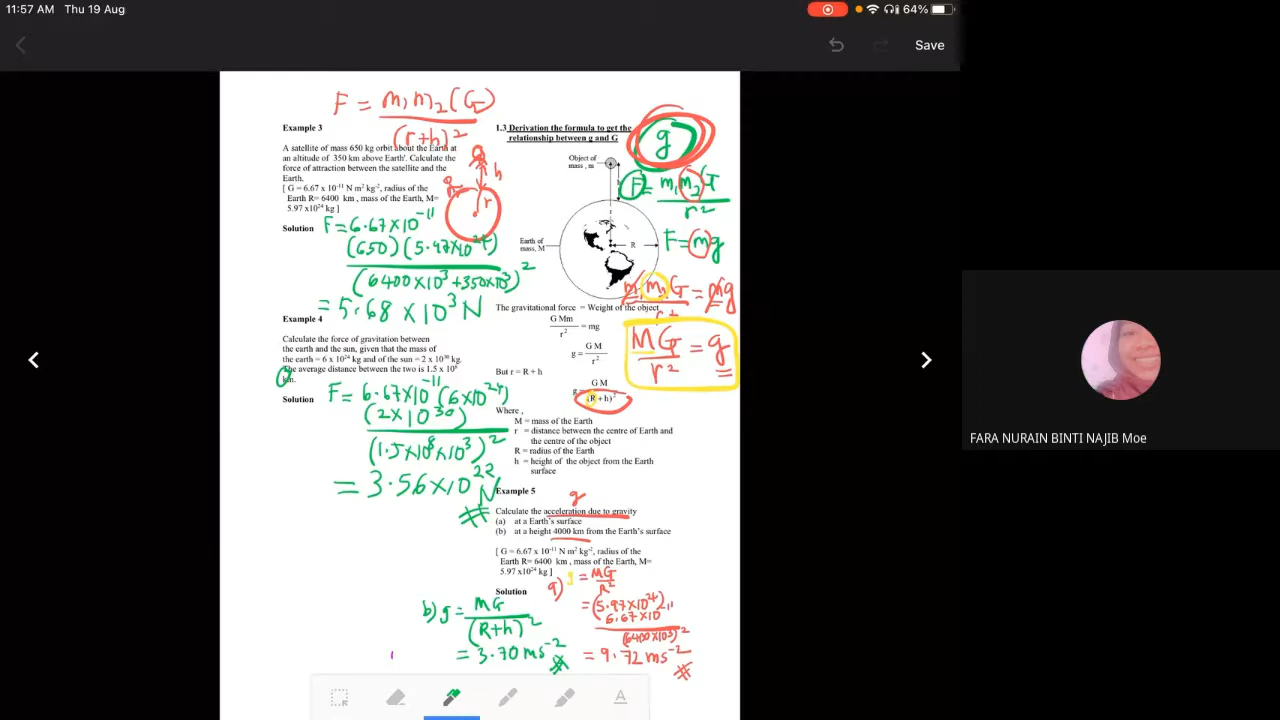 11:57 AM Thu 19 Aug
64%
Save
F = m₁m₂(G)
(r+h)²
Example 3
A satellite of mass 650 kg orbit about the Earth at
an altitude of 350 km above Earth'. Calculate the
force of attraction between the satellite and the
Earth.
[ G = 6.67 x 10⁻¹¹ N m² kg⁻², radius of the
Earth R= 6400 km , mass of the Earth, M=
5.97 x10²⁴ kg ]
h
r
Solution
F = 6.67×10⁻¹¹
(650)(5.97×10²⁴)
(6400×10³+350×10³)²
= 5.68 ×10³ N
Example 4
Calculate the force of gravitation between
the earth and the sun, given that the mass of
the earth = 6 x 10²⁴ kg and of the sun = 2 x 10³⁰ kg.
The average distance between the two is 1.5 x 10⁸
km.
Solution
F = 6.67×10⁻¹¹(6×10²⁴)
(2×10³⁰)
(1.5×10⁸×10³)²
= 3.56×10²² N
1.3 Derivation the formula to get the
relationship between g and G
g
Object of
mass , m
r
Earth of
mass, M
R
F = m₁m₂G
r²
F = mg
m₁m₂G = mg
r²
MG = g
r²
The gravitational force = Weight of the object
G Mm
= mg
r²
G M
g =
r²
But r = R + h
G M
g =
(R + h)²
Where ,
M = mass of the Earth
r = distance between the centre of Earth and
the centre of the object
R = radius of the Earth
h = height of the object from the Earth
surface
Example 5
g
Calculate the acceleration due to gravity
(a) at a Earth's surface
(b) at a height 4000 km from the Earth's surface
[ G = 6.67 x 10⁻¹¹ N m² kg⁻², radius of the
Earth R= 6400 km , mass of the Earth, M=
5.97 x10²⁴ kg ]
Solution
a) g = MG
R²
= (5.97×10²⁴)
6.67×10⁻¹¹
(6400×10³)²
= 9.72 ms⁻²
b) g = MG
(R+h)²
= 3.70 ms⁻²
A
FARA NURAIN BINTI NAJIB Moe